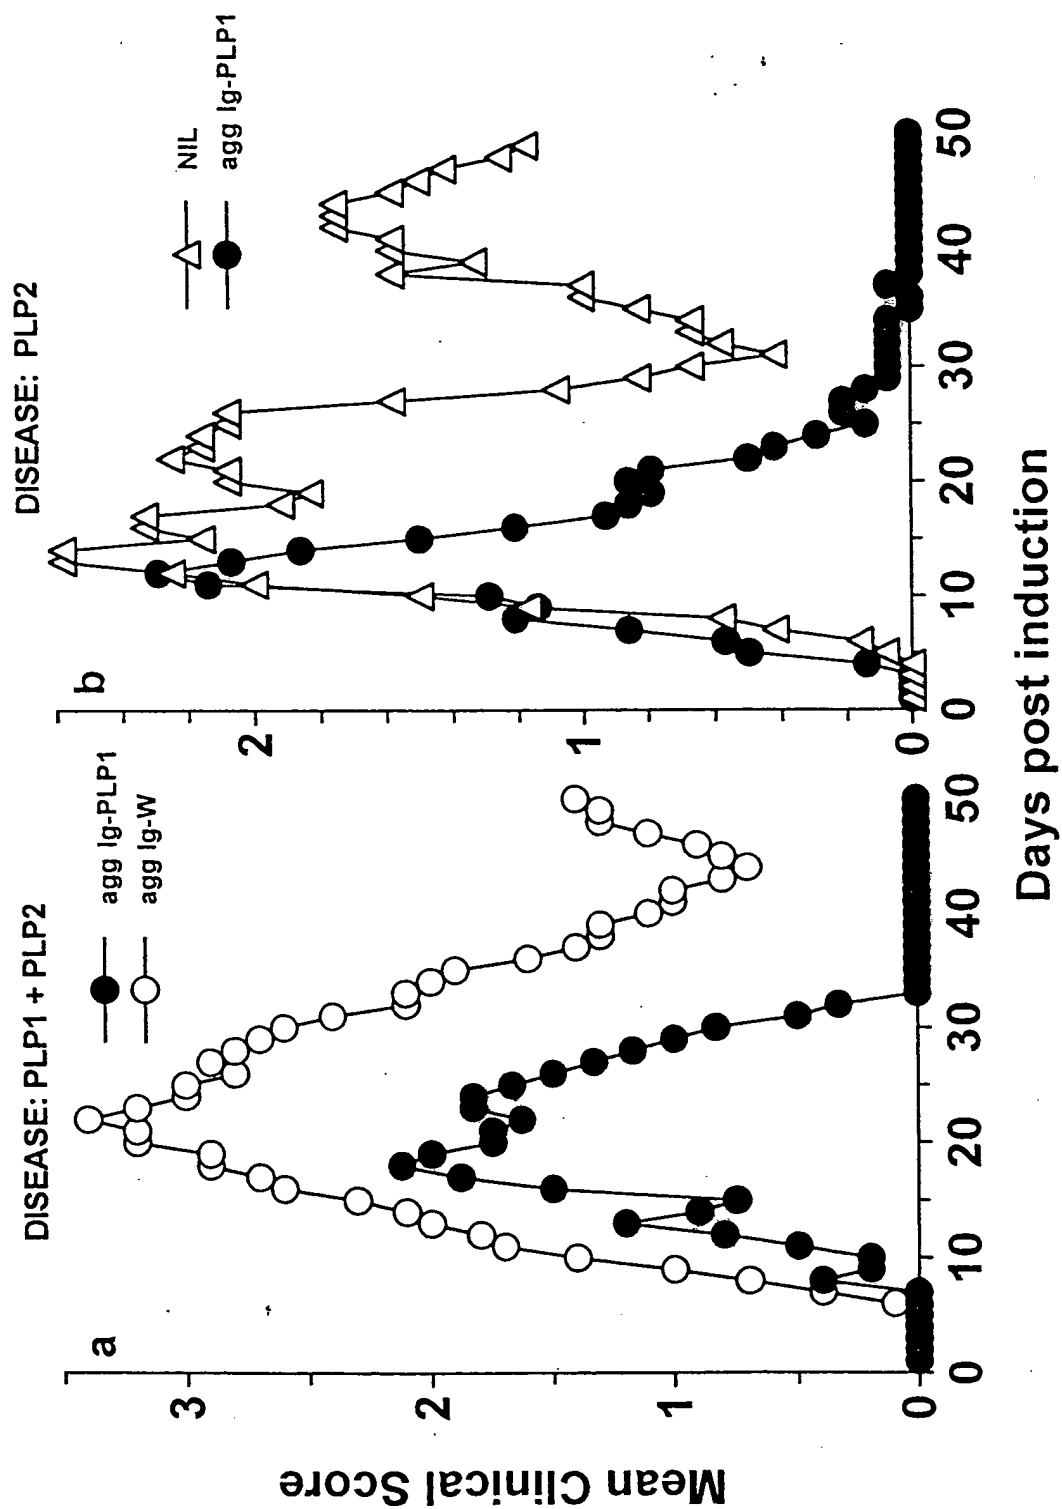 DISEASE: PLP1 + PLP2
a
agg Ig-PLP1
agg Ig-W
3
2
1
0
0 10 20 30 40 50
DISEASE: PLP2
b
NIL
agg Ig-PLP1
2
1
0
0 10 20 30 40 50
Mean Clinical Score
Days post induction